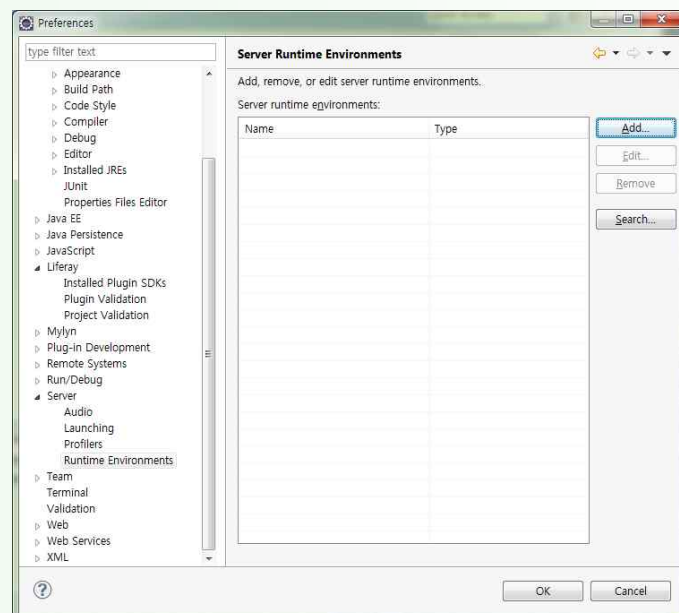 Preferences
type filter text
Appearance
Build Path
Code Style
Compiler
Debug
Editor
Installed JREs
JUnit
Properties Files Editor
Java EE
Java Persistence
JavaScript
Liferay
Installed Plugin SDKs
Plugin Validation
Project Validation
Mylyn
Plug-in Development
Remote Systems
Run/Debug
Server
Audio
Launching
Profilers
Runtime Environments
Team
Terminal
Validation
Web
Web Services
XML
Server Runtime Environments
Add, remove, or edit server runtime environments.
Server runtime environments:
Name Type
Add...
Edit...
Remove
Search...
OK Cancel